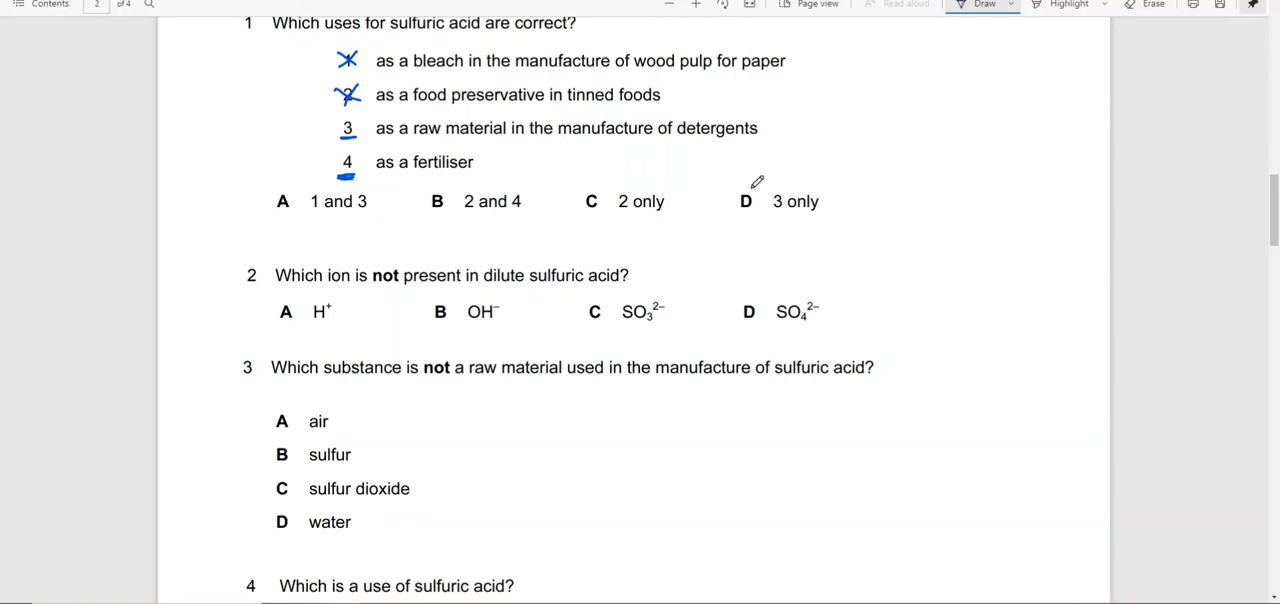 Contents 2 of 4 Page view Read aloud Draw Highlight Erase
1 Which uses for sulfuric acid are correct?
1 as a bleach in the manufacture of wood pulp for paper
2 as a food preservative in tinned foods
3 as a raw material in the manufacture of detergents
4 as a fertiliser
A 1 and 3 B 2 and 4 C 2 only D 3 only
2 Which ion is not present in dilute sulfuric acid?
A H⁺ B OH⁻ C SO₃²⁻ D SO₄²⁻
3 Which substance is not a raw material used in the manufacture of sulfuric acid?
A air
B sulfur
C sulfur dioxide
D water
4 Which is a use of sulfuric acid?